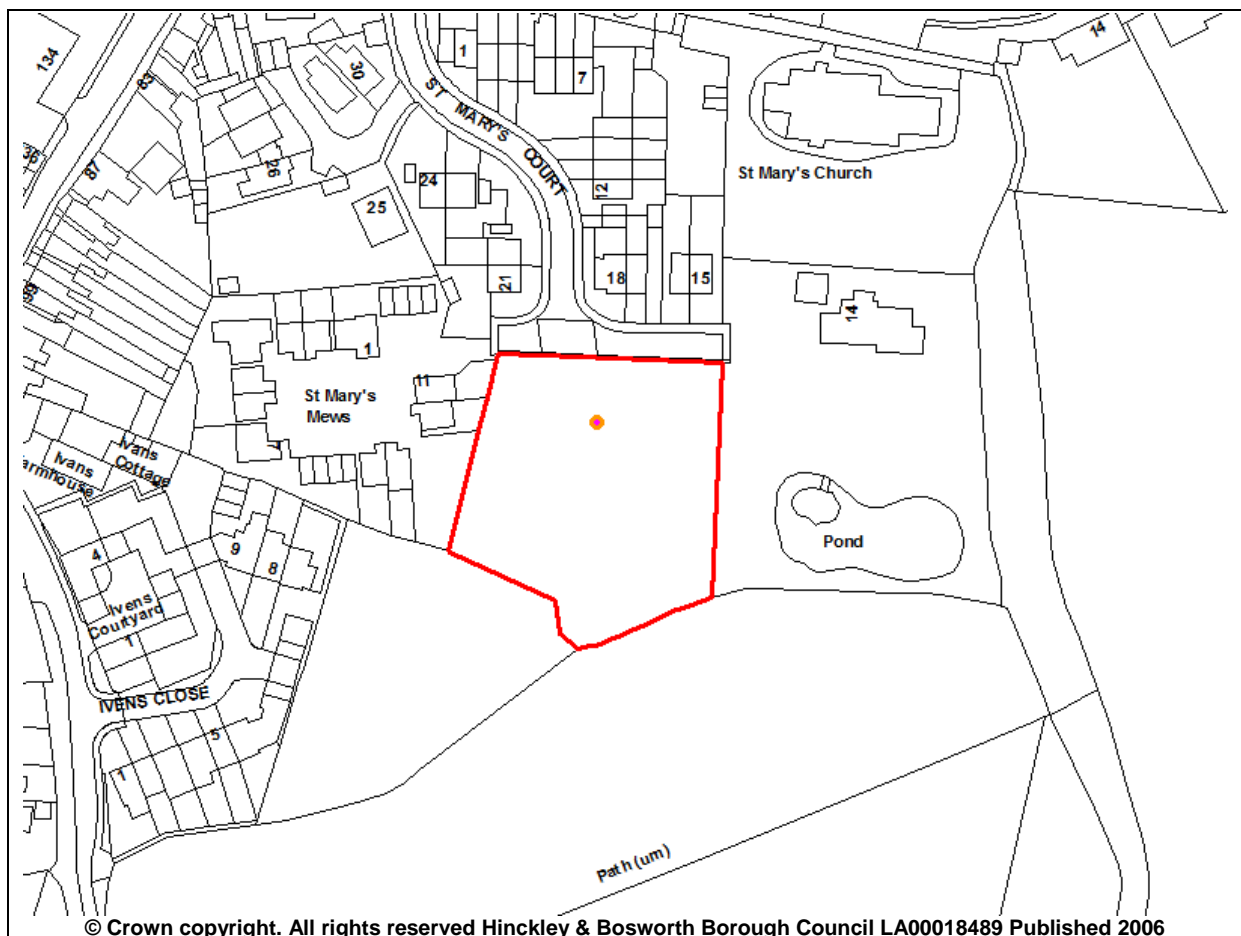 134
83
30
1
7
14
ST MARY'S COURT
36
87
26
24
12
St Mary's Church
25
21
18
15
14
99
1
11
St Mary's
Mews
Ivans
Cottage
Ivans
armhouse
4
9
8
Pond
Ivens
Courtyard
1
IVENS CLOSE
5
1
Path (um)
© Crown copyright. All rights reserved Hinckley & Bosworth Borough Council LA00018489 Published 2006